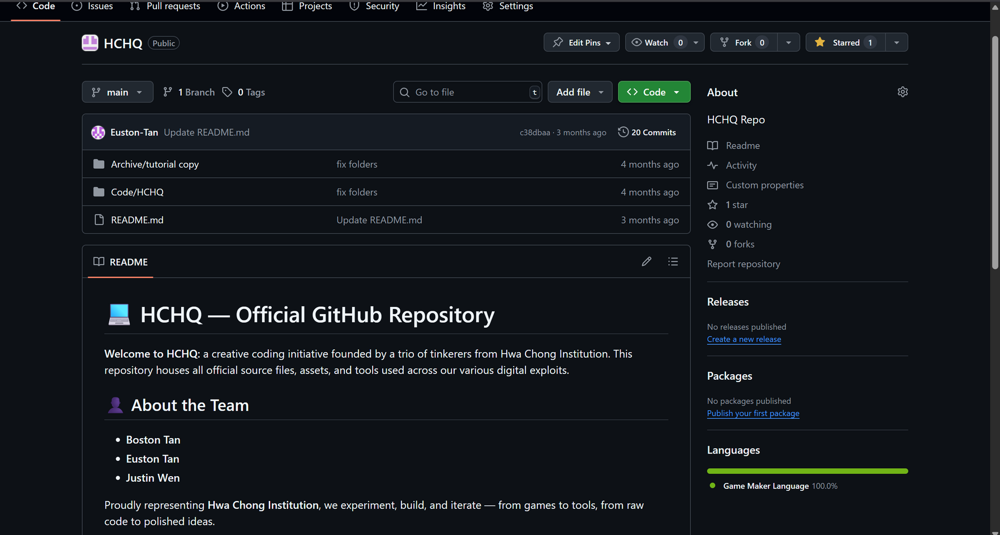 Code Issues Pull requests Actions Projects Security Insights Settings
HCHQ Public Edit Pins Watch 0 Fork 0 Starred 1
main 1 Branch 0 Tags Go to file t Add file Code
Euston-Tan Update README.md c38dbaa · 3 months ago 20 Commits
Archive/tutorial copy fix folders 4 months ago
Code/HCHQ fix folders 4 months ago
README.md Update README.md 3 months ago
README
HCHQ — Official GitHub Repository
Welcome to HCHQ: a creative coding initiative founded by a trio of tinkerers from Hwa Chong Institution. This
repository houses all official source files, assets, and tools used across our various digital exploits.
About the Team
Boston Tan
Euston Tan
Justin Wen
Proudly representing Hwa Chong Institution, we experiment, build, and iterate — from games to tools, from raw
code to polished ideas.
About
HCHQ Repo
Readme
Activity
Custom properties
1 star
0 watching
0 forks
Report repository
Releases
No releases published
Create a new release
Packages
No packages published
Publish your first package
Languages
Game Maker Language 100.0%